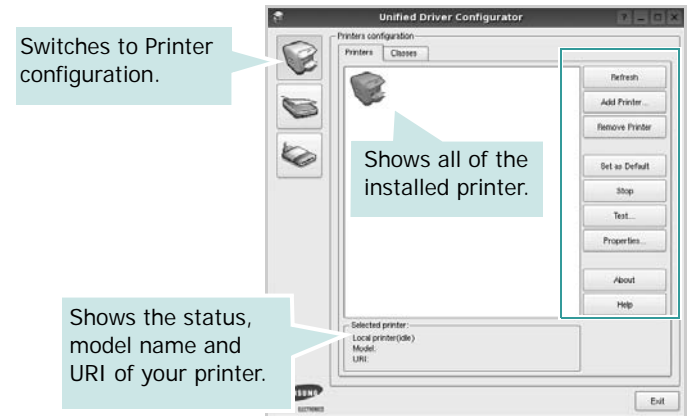 Unified Driver Configurator
Switches to Printer
configuration.
Printers configuration
Printers
Classes
Refresh
Add Printer...
Remove Printer
Set as Default
Stop
Test...
Properties...
About
Help
Shows all of the
installed printer.
Shows the status,
model name and
URI of your printer.
Selected printer:
Local printer(idle)
Model:
URI:
Exit